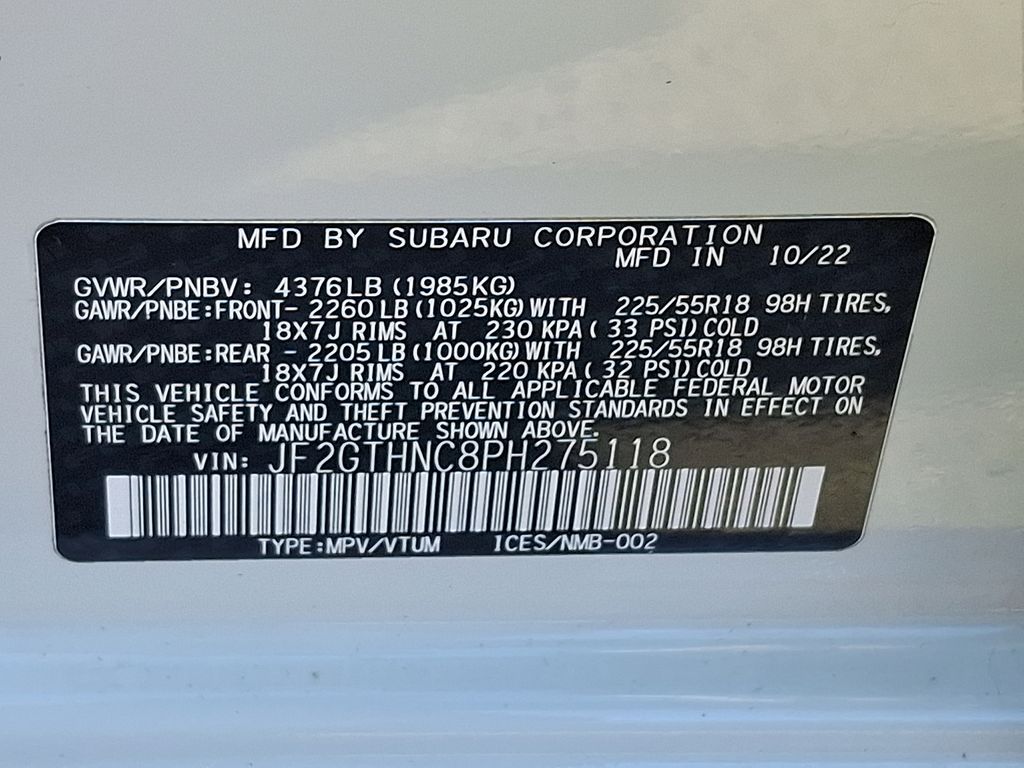 MFD BY SUBARU CORPORATION
MFD IN 10/22
GVWR/PNBV: 4376LB (1985KG)
GAWR/PNBE:FRONT- 2260 LB (1025KG) WITH 225/55R18 98H TIRES,
18X7J RIMS AT 230 KPA ( 33 PSI) COLD
GAWR/PNBE:REAR - 2205 LB (1000KG) WITH 225/55R18 98H TIRES,
18X7J RIMS AT 220 KPA ( 32 PSI) COLD
THIS VEHICLE CONFORMS TO ALL APPLICABLE FEDERAL MOTOR
VEHICLE SAFETY AND THEFT PREVENTION STANDARDS IN EFFECT ON
THE DATE OF MANUFACTURE SHOWN ABOVE.
VIN: JF2GTHNC8PH275118
TYPE:MPV/VTUM ICES/NMB-002